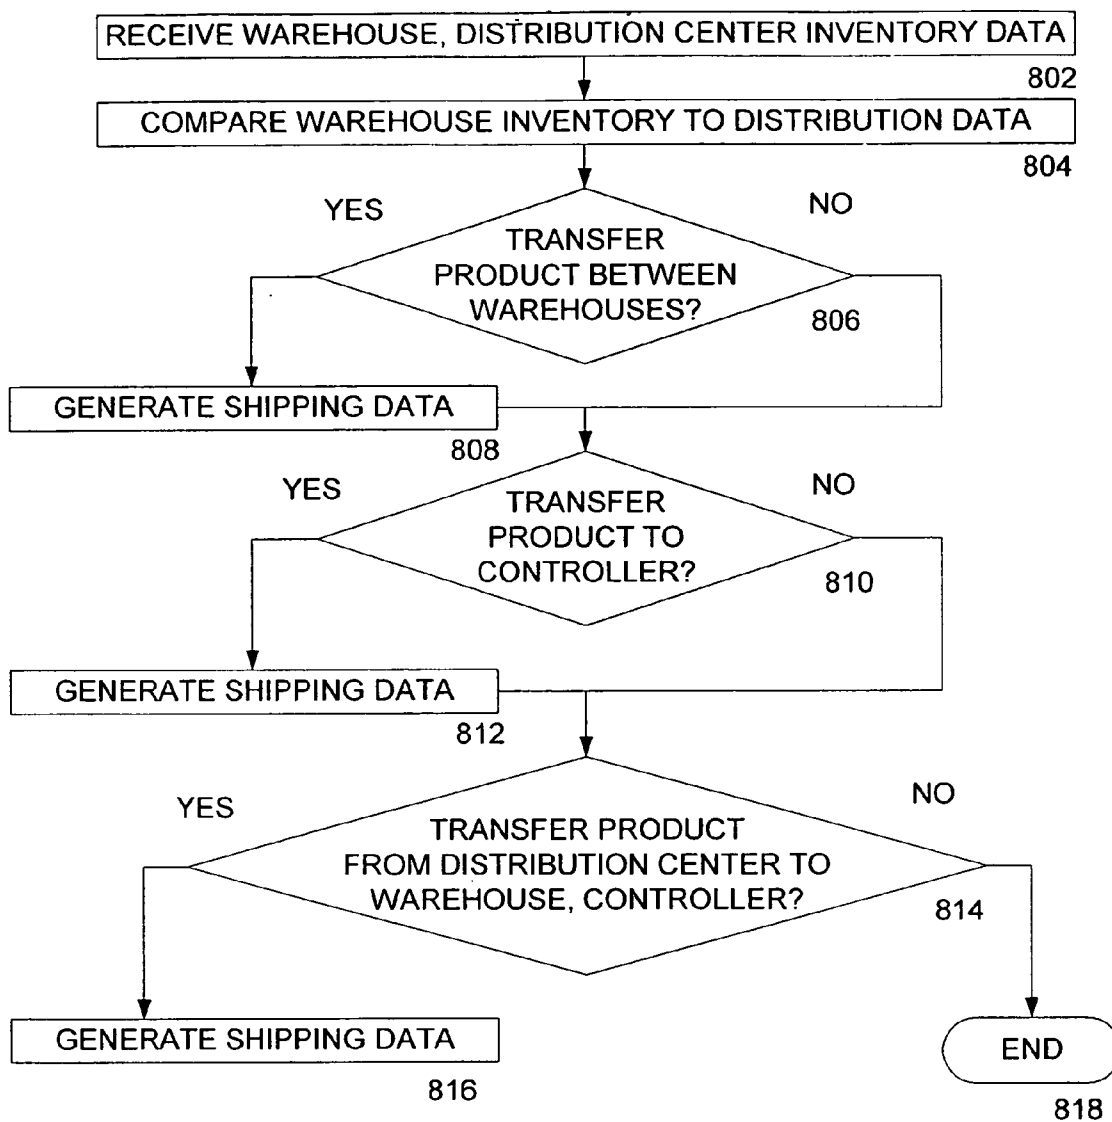 RECEIVE WAREHOUSE, DISTRIBUTION CENTER INVENTORY DATA
802
COMPARE WAREHOUSE INVENTORY TO DISTRIBUTION DATA
804
YES
NO
TRANSFER
PRODUCT BETWEEN
WAREHOUSES?
806
GENERATE SHIPPING DATA
808
YES
NO
TRANSFER
PRODUCT TO
CONTROLLER?
810
GENERATE SHIPPING DATA
812
YES
NO
TRANSFER PRODUCT
FROM DISTRIBUTION CENTER TO
WAREHOUSE, CONTROLLER?
814
GENERATE SHIPPING DATA
816
END
818